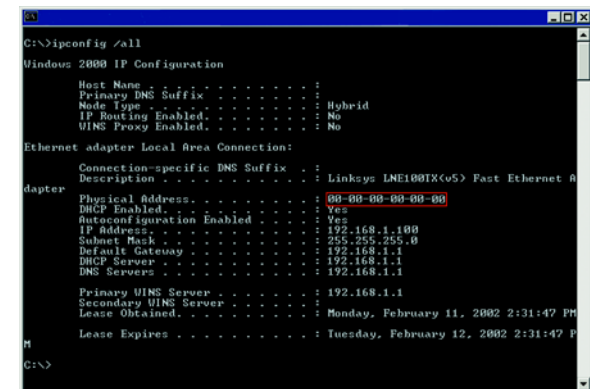 C:\>ipconfig /all
Windows 2000 IP Configuration
Host Name . . . . . . . . . . . . :
Primary DNS Suffix . . . . . . . :
Node Type . . . . . . . . . . . . : Hybrid
IP Routing Enabled. . . . . . . . : No
WINS Proxy Enabled. . . . . . . . : No
Ethernet adapter Local Area Connection:
Connection-specific DNS Suffix . :
Description . . . . . . . . . . . : Linksys LNE100TX(v5) Fast Ethernet A
dapter
Physical Address. . . . . . . . . : 00-00-00-00-00-00
DHCP Enabled. . . . . . . . . . . : Yes
Autoconfiguration Enabled . . . . : Yes
IP Address. . . . . . . . . . . . : 192.168.1.100
Subnet Mask . . . . . . . . . . . : 255.255.255.0
Default Gateway . . . . . . . . . : 192.168.1.1
DHCP Server . . . . . . . . . . . : 192.168.1.1
DNS Servers . . . . . . . . . . . : 192.168.1.1
Primary WINS Server . . . . . . . : 192.168.1.1
Secondary WINS Server . . . . . . :
Lease Obtained. . . . . . . . . . : Monday, February 11, 2002 2:31:47 PM
Lease Expires . . . . . . . . . . : Tuesday, February 12, 2002 2:31:47 P
M
C:\>